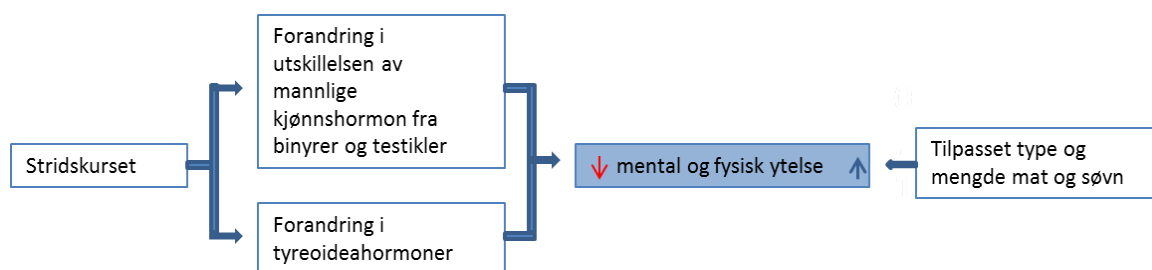 Stridskurset
Forandring i
utskillelsen av
mannlige
kjønnshormon fra
binyrer og testikler
Forandring i
tyreoideahormoner
mental og fysisk ytelse
Tilpasset type og
mengde mat og søvn